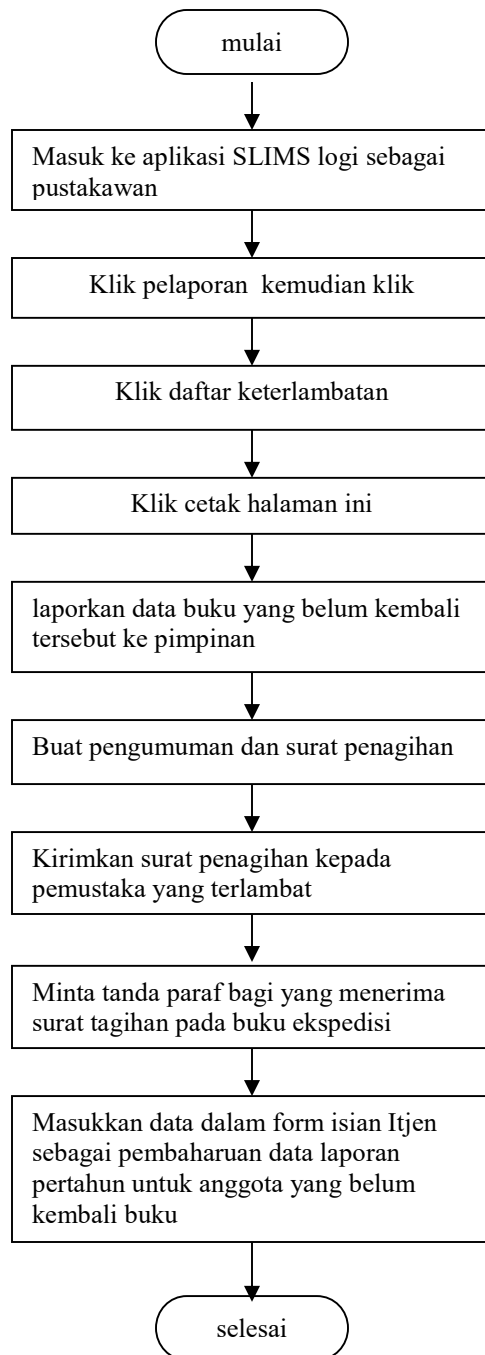 mulai
Masuk ke aplikasi SLIMS logi sebagai
pustakawan
Klik pelaporan kemudian klik
Klik daftar keterlambatan
Klik cetak halaman ini
laporkan data buku yang belum kembali
tersebut ke pimpinan
Buat pengumuman dan surat penagihan
Kirimkan surat penagihan kepada
pemustaka yang terlambat
Minta tanda paraf bagi yang menerima
surat tagihan pada buku ekspedisi
Masukkan data dalam form isian Itjen
sebagai pembaharuan data laporan
pertahun untuk anggota yang belum
kembali buku
selesai